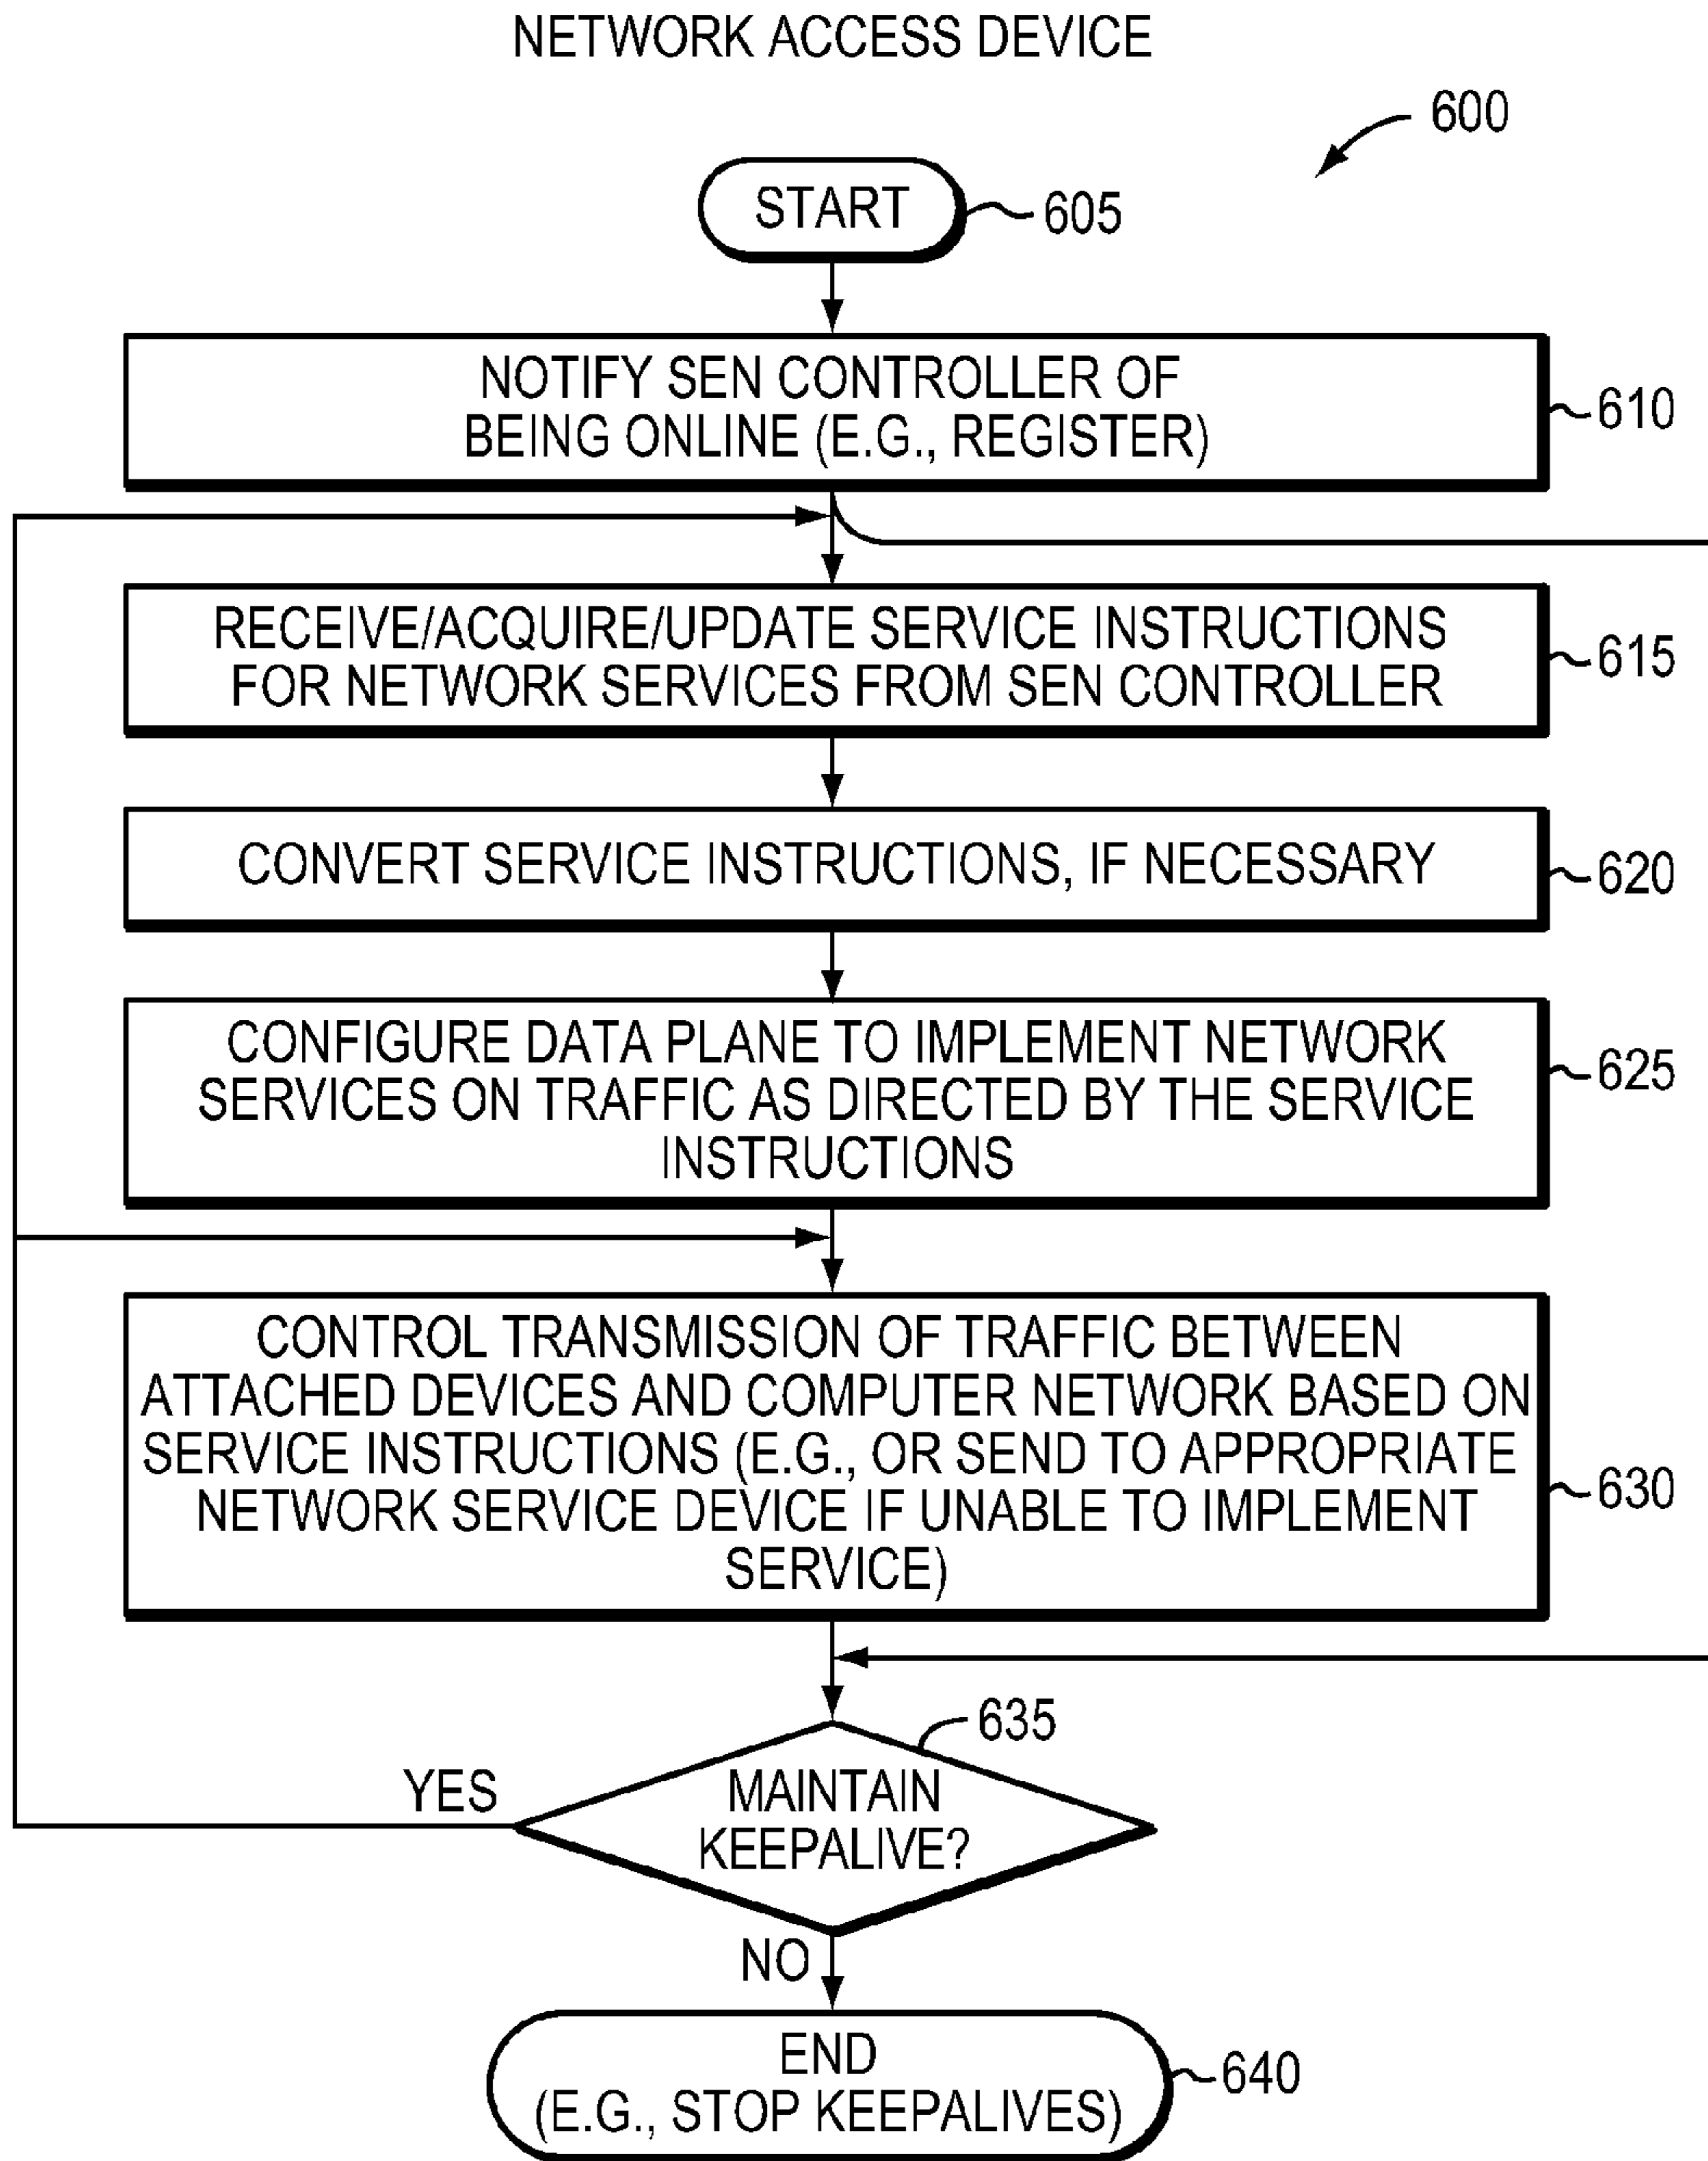 NETWORK ACCESS DEVICE
600
START
605
NOTIFY SEN CONTROLLER OF
BEING ONLINE (E.G., REGISTER)
610
RECEIVE/ACQUIRE/UPDATE SERVICE INSTRUCTIONS
FOR NETWORK SERVICES FROM SEN CONTROLLER
615
CONVERT SERVICE INSTRUCTIONS, IF NECESSARY
620
CONFIGURE DATA PLANE TO IMPLEMENT NETWORK
SERVICES ON TRAFFIC AS DIRECTED BY THE SERVICE
INSTRUCTIONS
625
CONTROL TRANSMISSION OF TRAFFIC BETWEEN
ATTACHED DEVICES AND COMPUTER NETWORK BASED ON
SERVICE INSTRUCTIONS (E.G., OR SEND TO APPROPRIATE
NETWORK SERVICE DEVICE IF UNABLE TO IMPLEMENT
SERVICE)
630
635
YES
MAINTAIN
KEEPALIVE?
NO
END
(E.G., STOP KEEPALIVES)
640